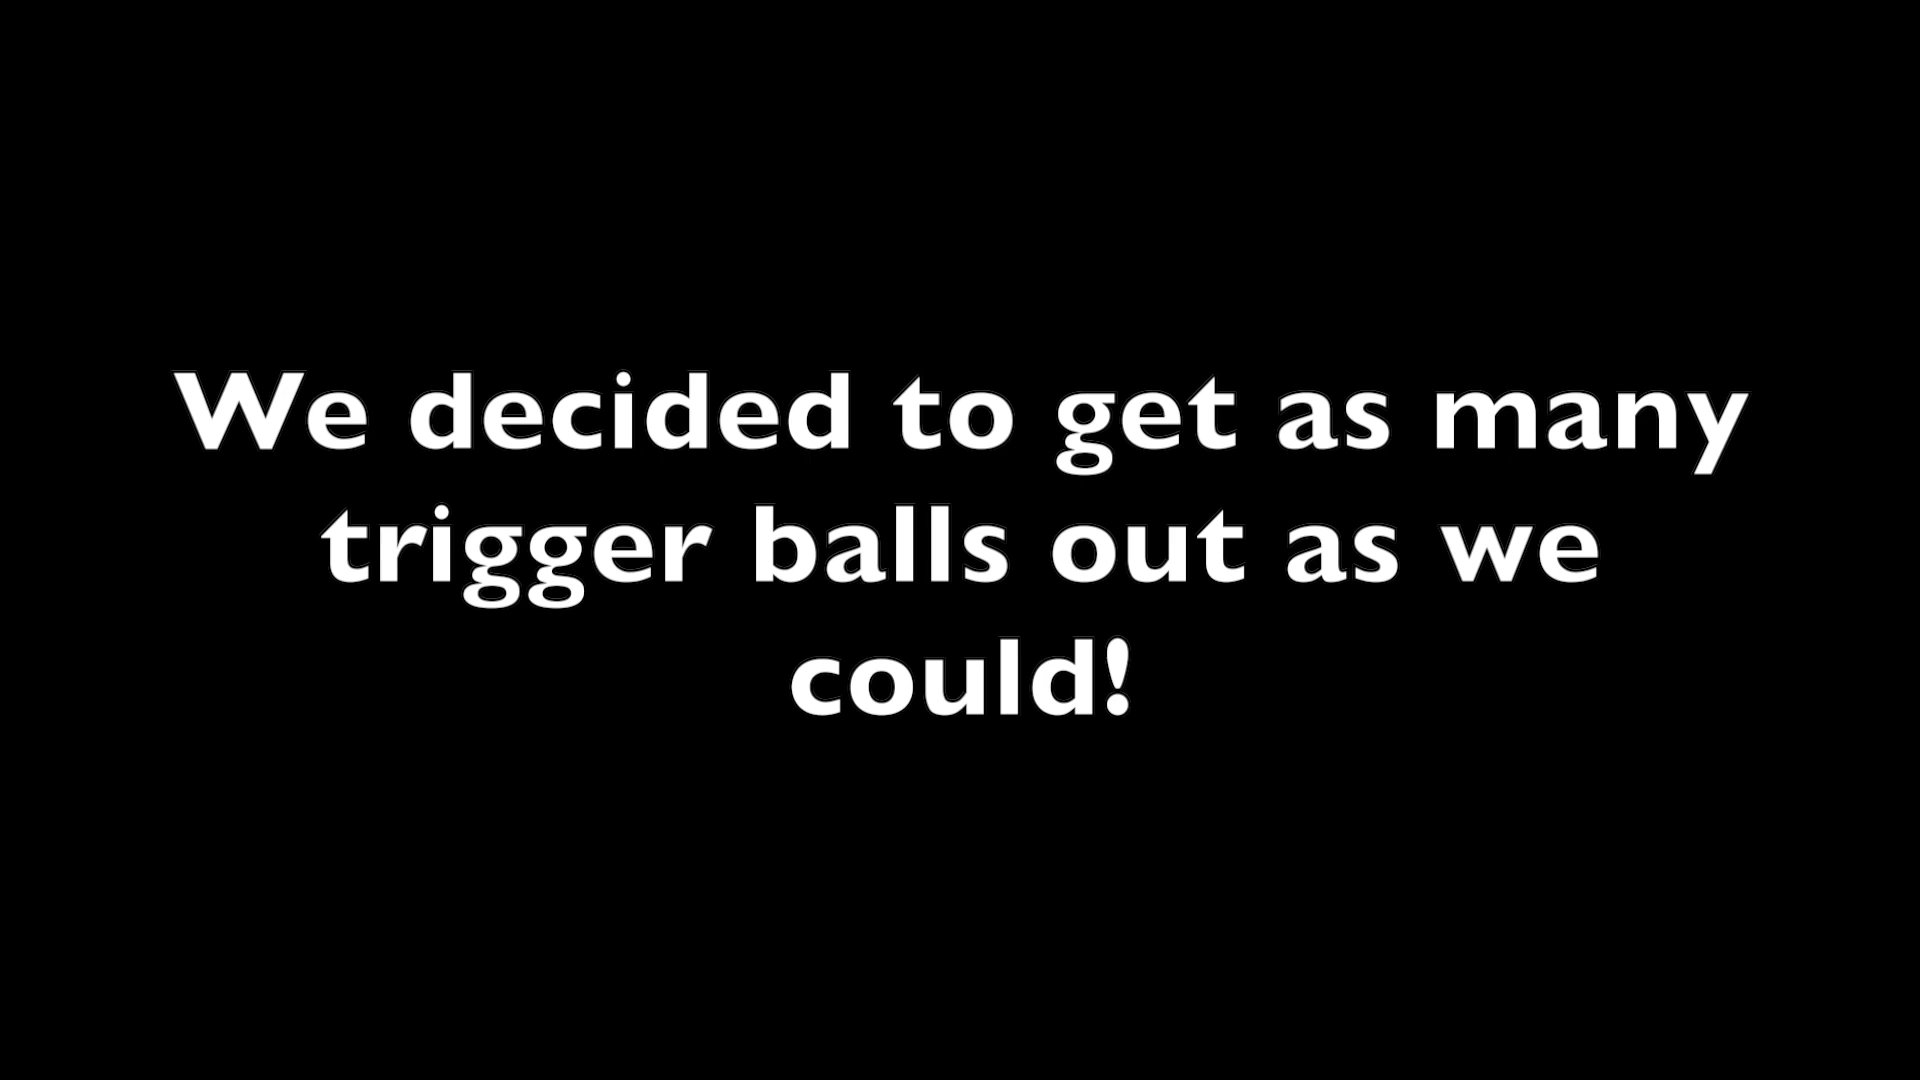 We decided to get as many
trigger balls out as we
could!